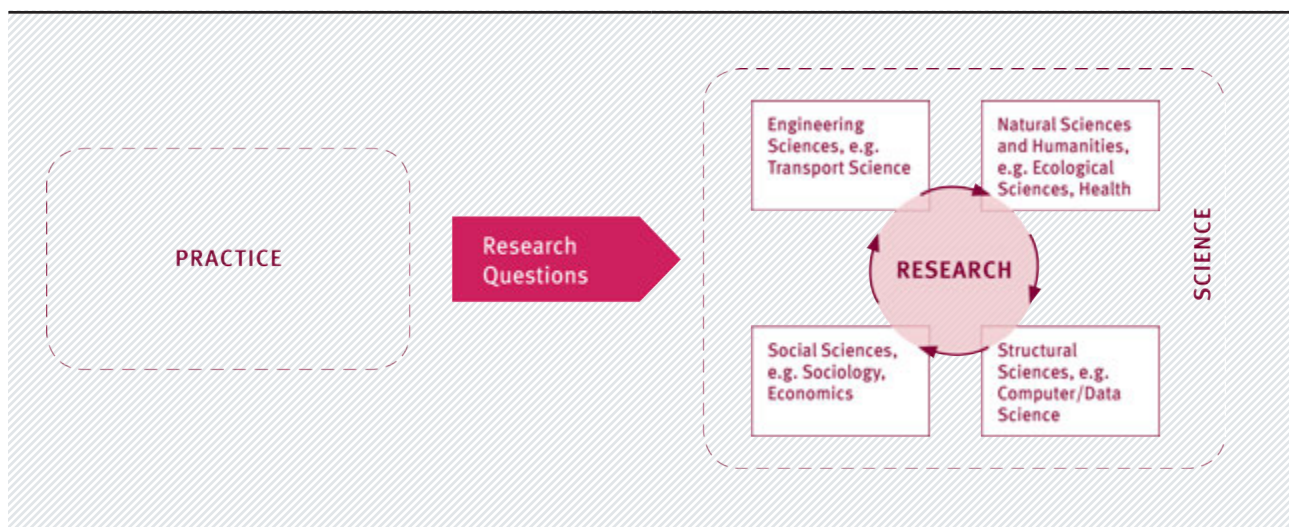 PRACTICE
Research
Questions
Engineering
Sciences, e.g.
Transport Science
Natural Sciences
and Humanities,
e.g. Ecological
Sciences, Health
RESEARCH
Social Sciences,
e.g. Sociology,
Economics
Structural
Sciences, e.g.
Computer/Data
Science
SCIENCE